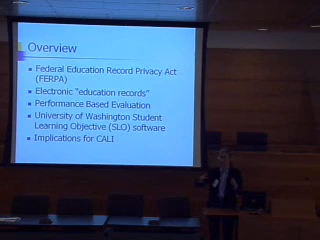 Overview
Federal Education Record Privacy Act
(FERPA)
Electronic “education records”
Performance Based Evaluation
University of Washington Student
Learning Objective (SLO) software
Implications for CALI